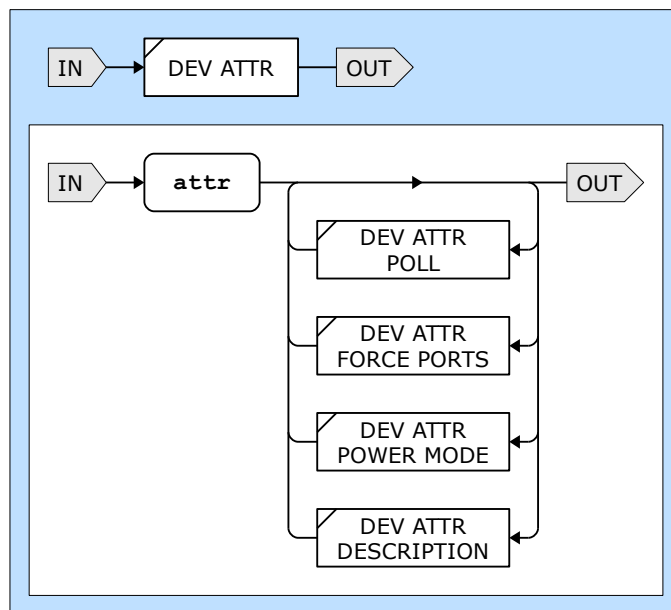 IN
DEV ATTR
OUT
IN
attr
OUT
DEV ATTR
POLL
DEV ATTR
FORCE PORTS
DEV ATTR
POWER MODE
DEV ATTR
DESCRIPTION